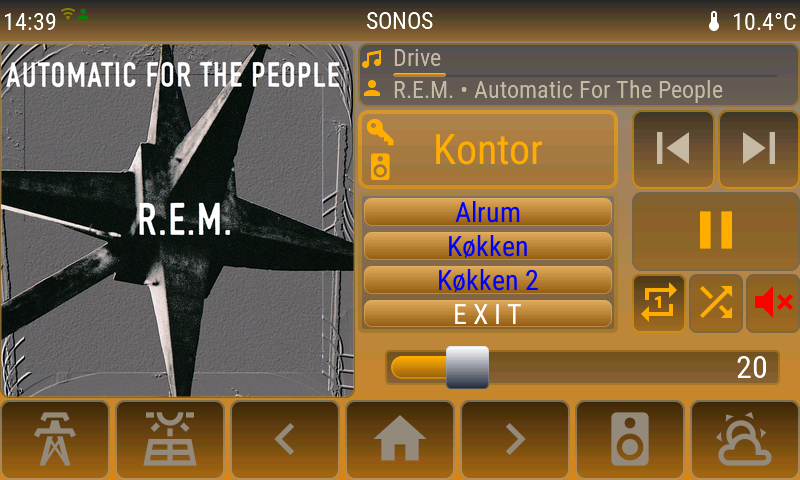 14:39
SONOS
10.4°C
AUTOMATIC FOR THE PEOPLE
R.E.M.
Drive
R.E.M. • Automatic For The People
Kontor
Alrum
Køkken
Køkken 2
EXIT
1
20